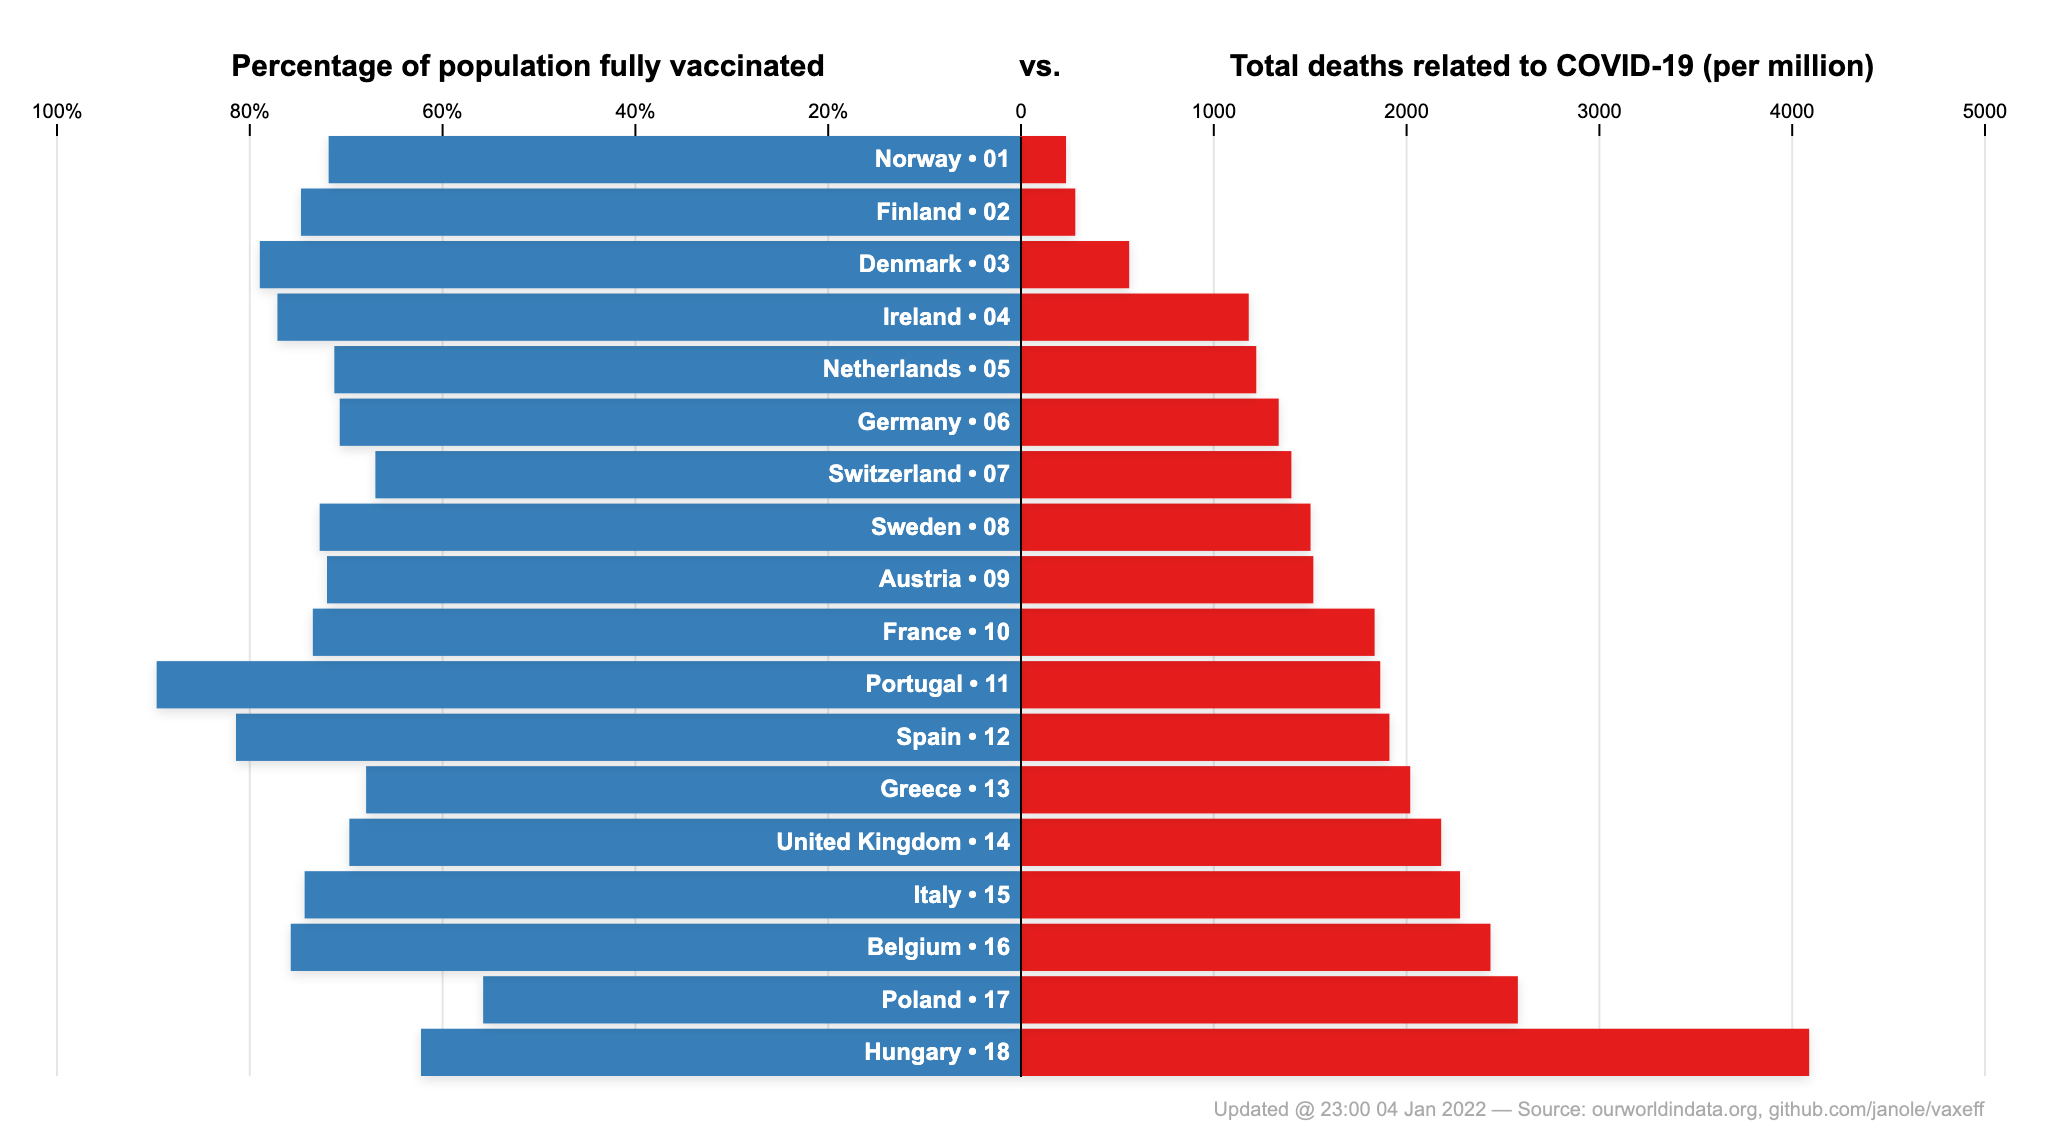 Percentage of population fully vaccinated vs. Total deaths related to COVID-19 (per million)
100% 80% 60% 40% 20% 0 1000 2000 3000 4000 5000
Norway • 01
Finland • 02
Denmark • 03
Ireland • 04
Netherlands • 05
Germany • 06
Switzerland • 07
Sweden • 08
Austria • 09
France • 10
Portugal • 11
Spain • 12
Greece • 13
United Kingdom • 14
Italy • 15
Belgium • 16
Poland • 17
Hungary • 18
Updated @ 23:00 04 Jan 2022 — Source: ourworldindata.org, github.com/janole/vaxeff